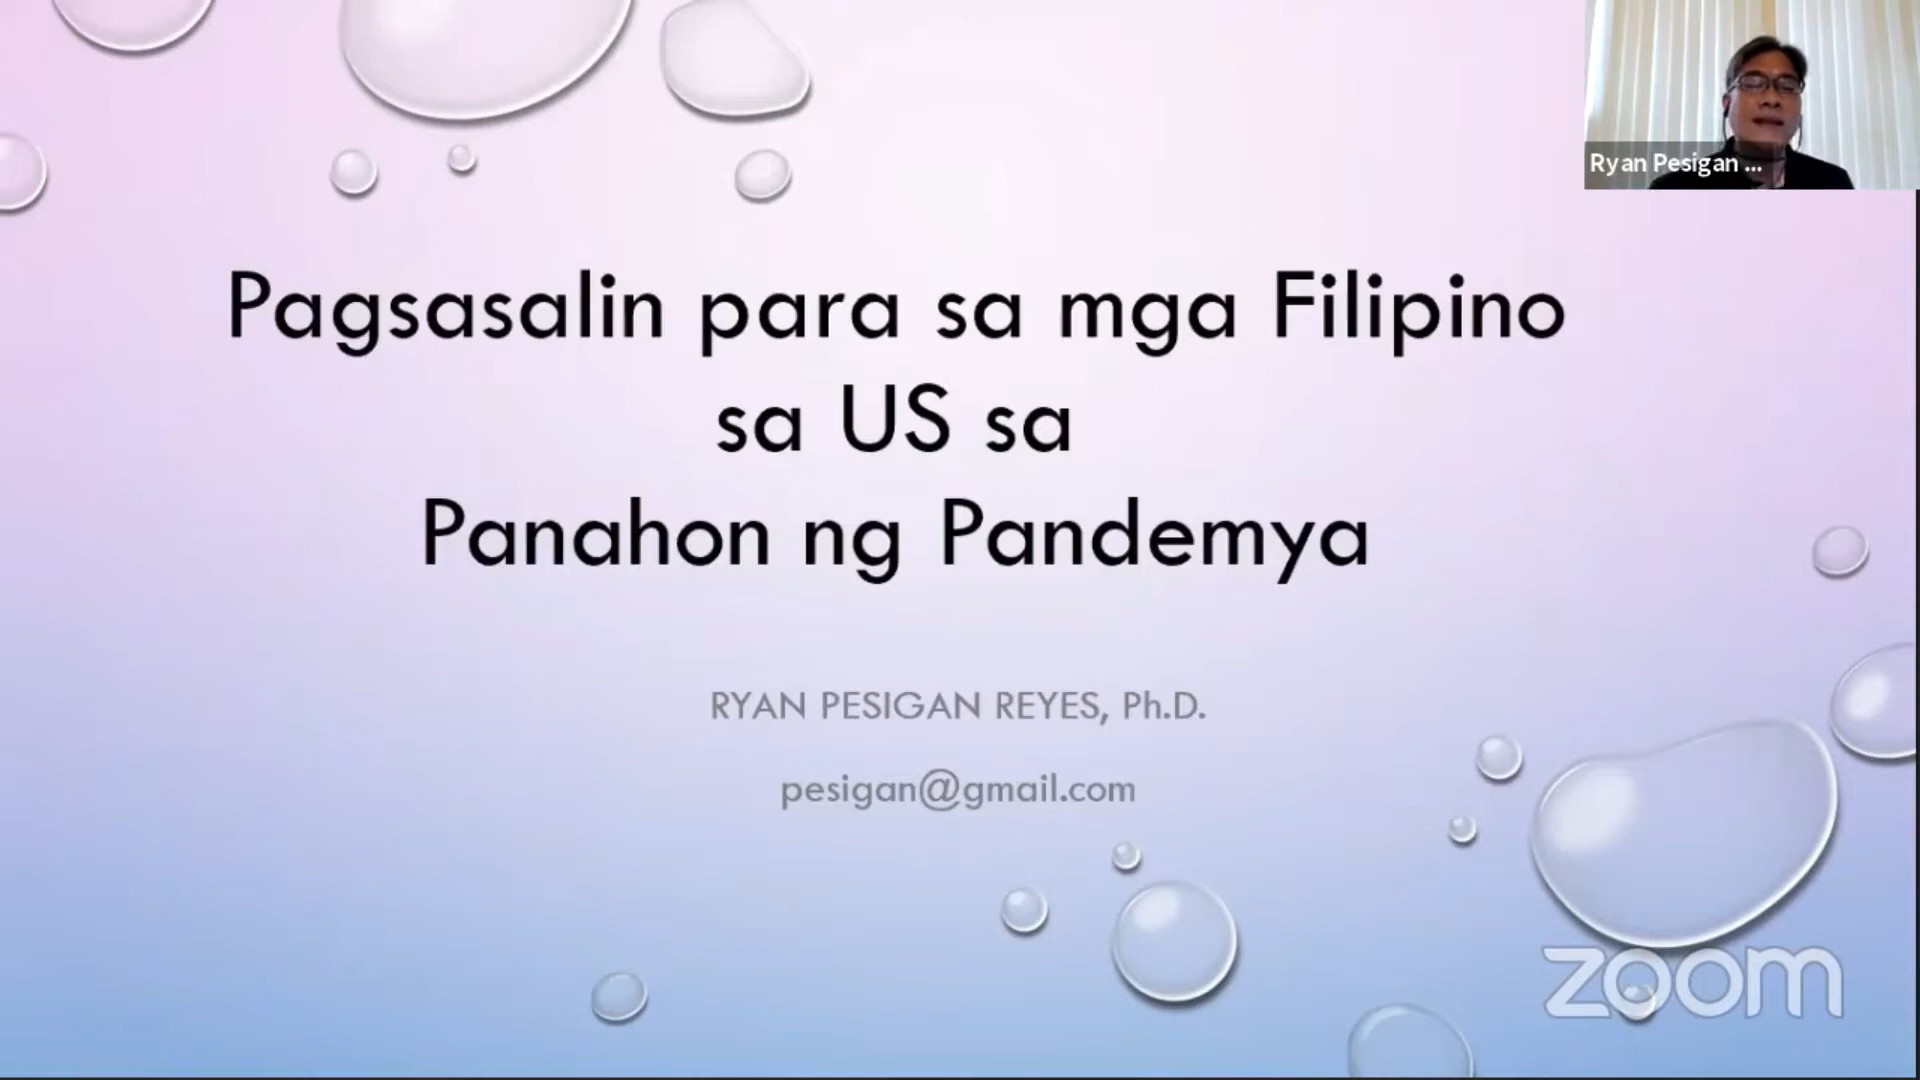 Ryan Pesigan ...
Pagsasalin para sa mga Filipino
sa US sa
Panahon ng Pandemya
RYAN PESIGAN REYES, Ph.D.
pesigan@gmail.com
zoom